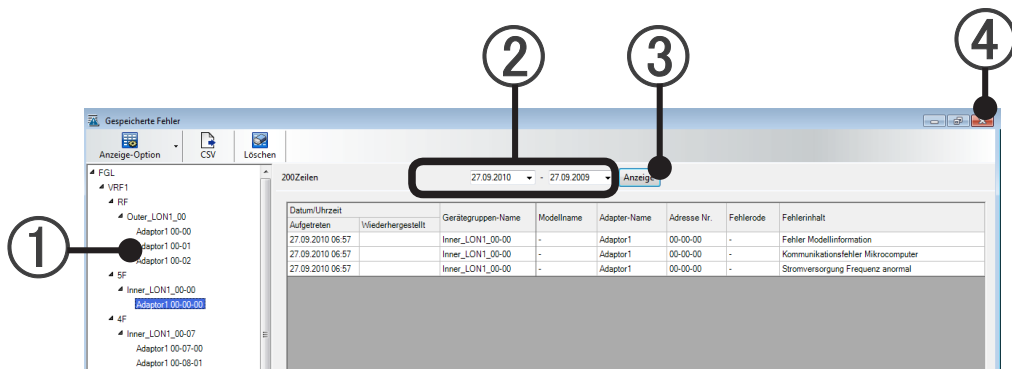 ② ③ ④
Gespeicherte Fehler
Anzeige-Option CSV Löschen
FGL
VRF1
RF
Outer_LON1_00
Adaptor1 00-00
①
Adaptor1 00-01
Adaptor1 00-02
5F
Inner_LON1_00-00
Adaptor1 00-00-00
4F
Inner_LON1_00-07
Adaptor1 00-07-00
Adaptor1 00-08-01
200Zeilen 27.09.2010 - 27.09.2009 Anzeige
Datum/Uhrzeit Gerätegruppen-Name Modellname Adapter-Name Adresse Nr. Fehlerode Fehlerinhalt
Aufgetreten Wiederhergestellt
27.09.2010 06:57 Inner_LON1_00-00 - Adaptor1 00-00-00 - Fehler Modellinformation
27.09.2010 06:57 Inner_LON1_00-00 - Adaptor1 00-00-00 - Kommunikationsfehler Mikrocomputer
27.09.2010 06:57 Inner_LON1_00-00 - Adaptor1 00-00-00 - Stromversorgung Frequenz anormal